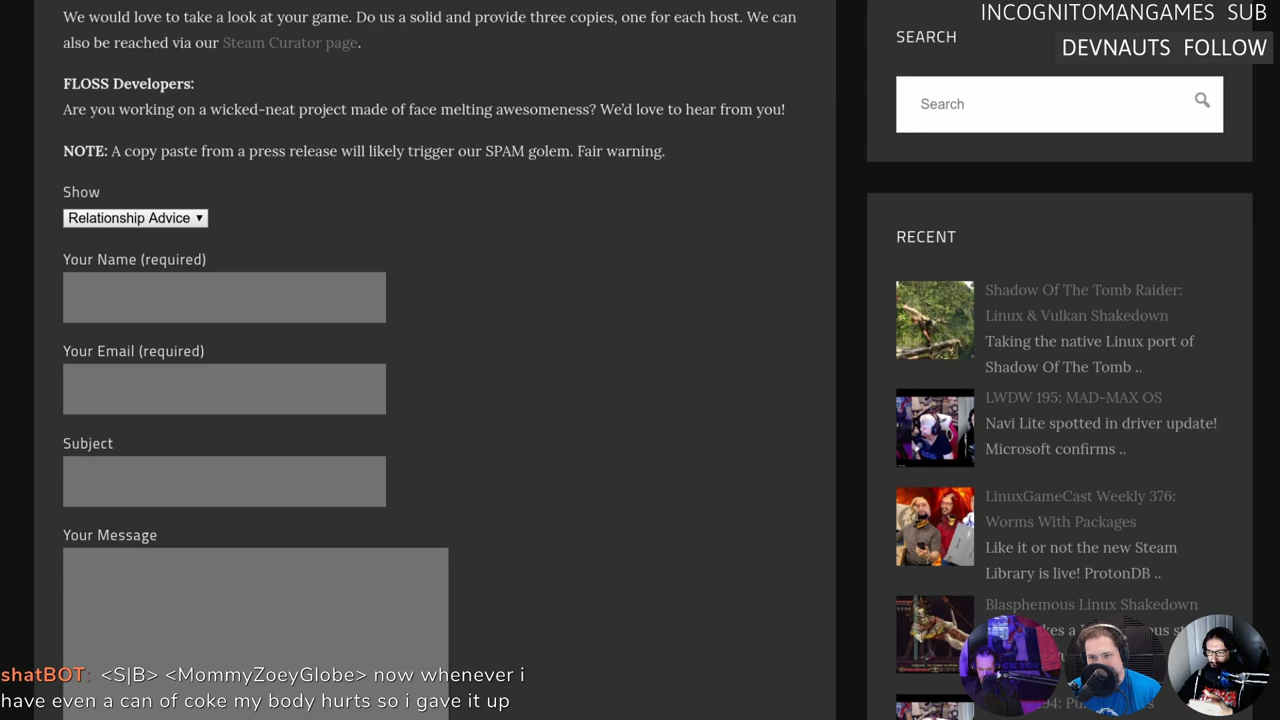 We would love to take a look at your game. Do us a solid and provide three copies, one for each host. We can
also be reached via our Steam Curator page.
FLOSS Developers:
Are you working on a wicked-neat project made of face melting awesomeness? We'd love to hear from you!
NOTE: A copy paste from a press release will likely trigger our SPAM golem. Fair warning.
Show
Relationship Advice ▼
Your Name (required)
Your Email (required)
Subject
Your Message
shatBOT: <S|B> <MommyZoeyGlobe> now whenever i
have even a can of coke my body hurts so i gave it up
INCOGNITOMANGAMES SUB
DEVNAUTS FOLLOW
SEARCH
Search
RECENT
Shadow Of The Tomb Raider:
Linux & Vulkan Shakedown
Taking the native Linux port of
Shadow Of The Tomb ..
LWDW 195: MAD-MAX OS
Navi Lite spotted in driver update!
Microsoft confirms ..
LinuxGameCast Weekly 376:
Worms With Packages
Like it or not the new Steam
Library is live! ProtonDB ..
Blasphemous Linux Shakedown